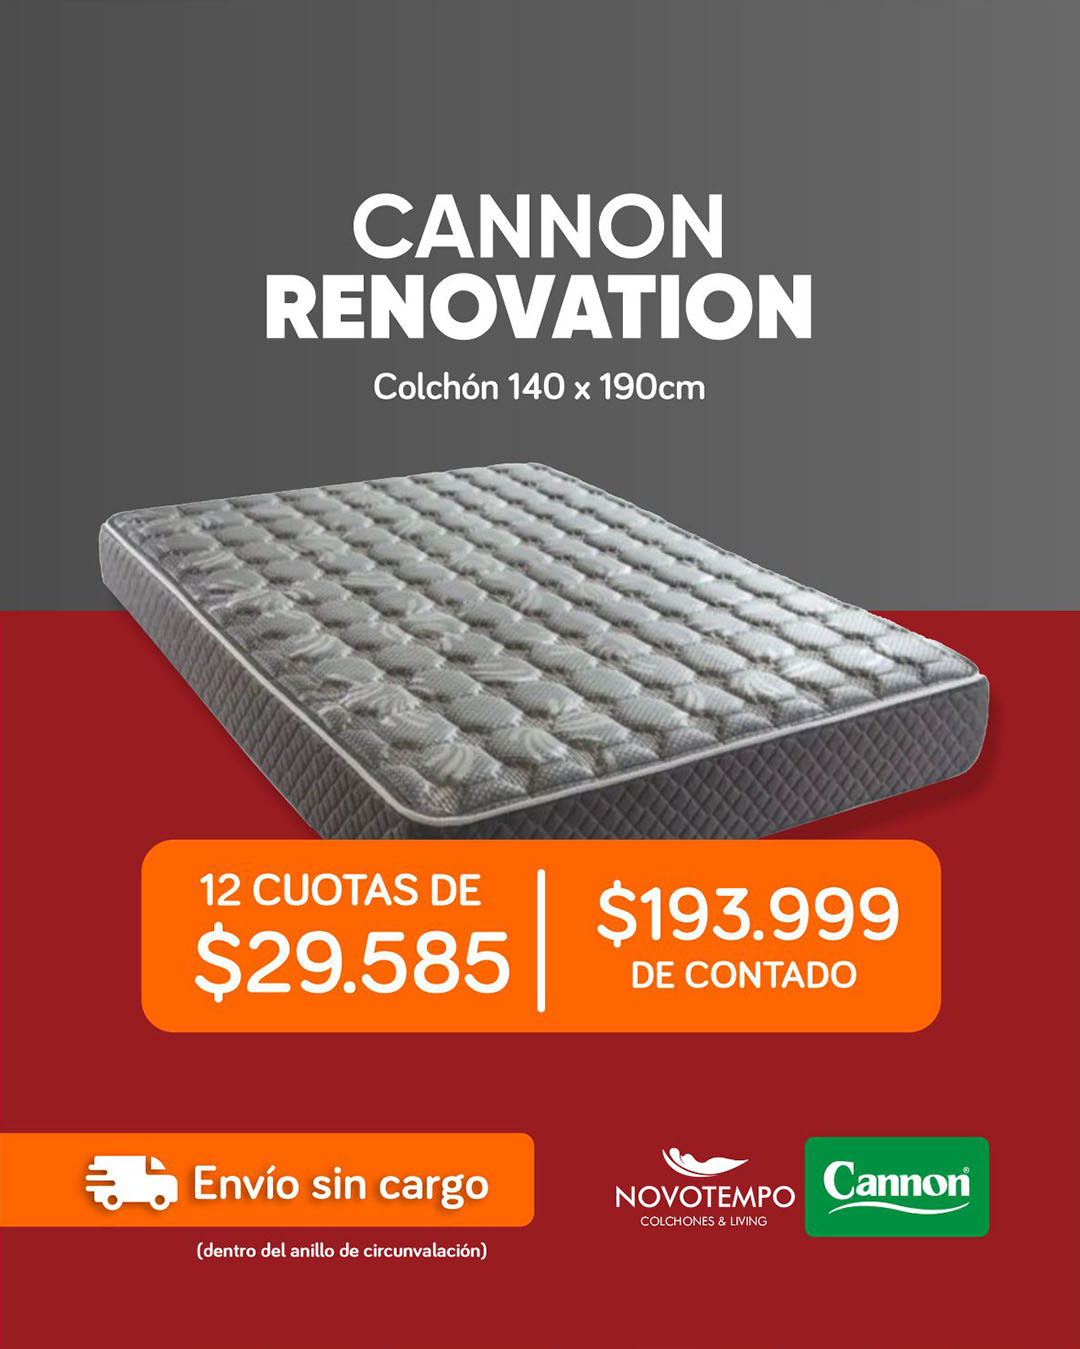 CANNON
RENOVATION
Colchón 140 x 190cm
12 CUOTAS DE
$29.585
$193.999
DE CONTADO
Envío sin cargo
(dentro del anillo de circunvalación)
NOVOTEMPO
COLCHONES & LIVING
Cannon®